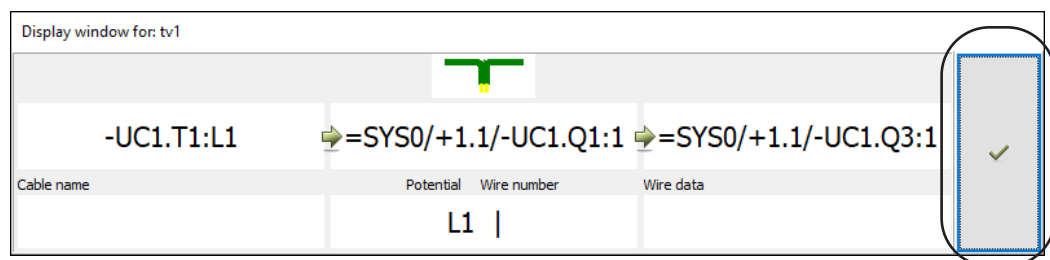 Display window for: tv1
-UC1.T1:L1 =SYS0/+1.1/-UC1.Q1:1 =SYS0/+1.1/-UC1.Q3:1
Cable name Potential Wire number Wire data
L1 |